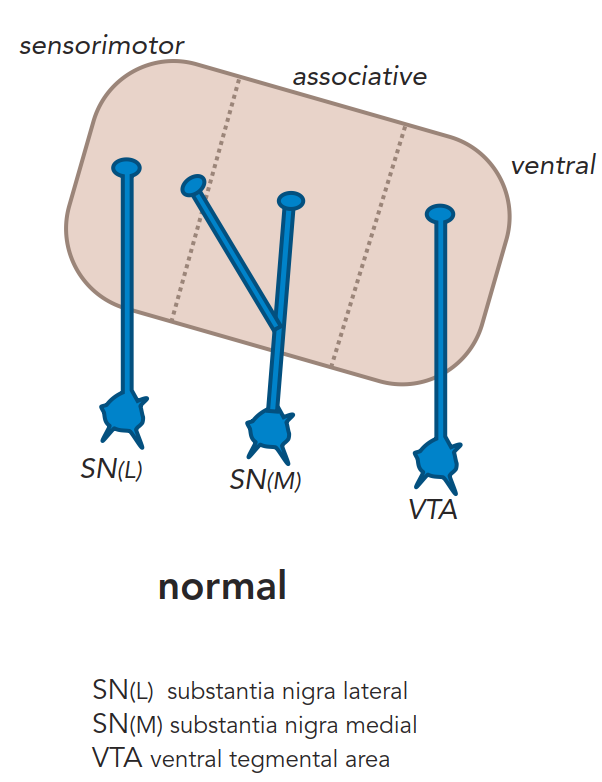 sensorimotor
associative
ventral
SN(L)
SN(M)
VTA
normal
SN(L) substantia nigra lateral
SN(M) substantia nigra medial
VTA ventral tegmental area